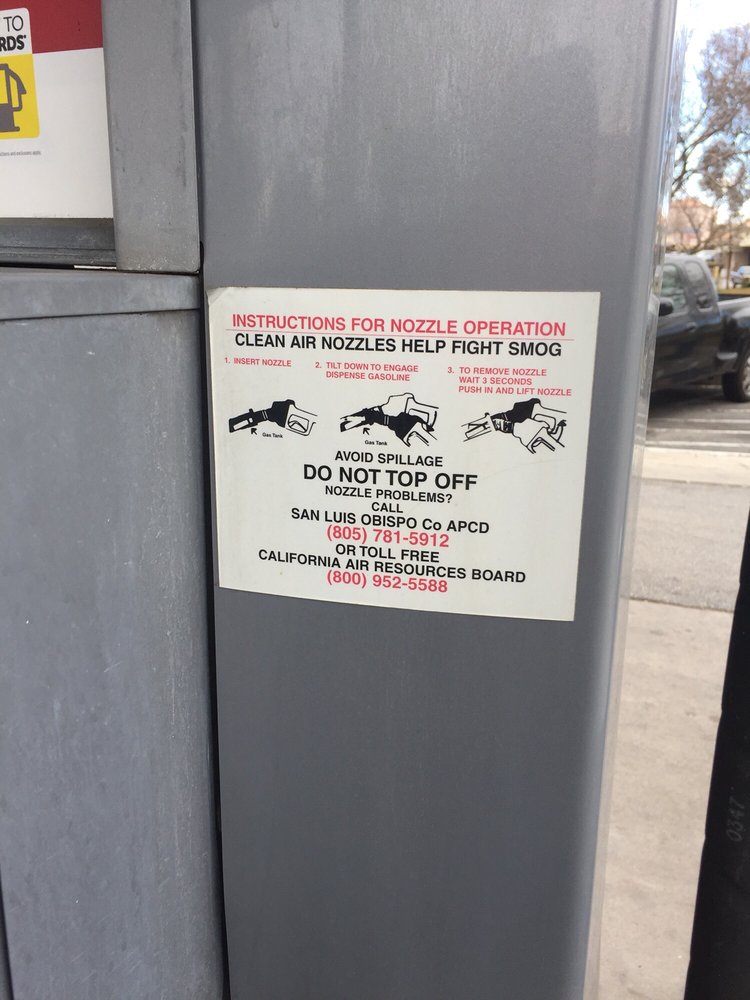 TO
RDS*
INSTRUCTIONS FOR NOZZLE OPERATION
CLEAN AIR NOZZLES HELP FIGHT SMOG
1. INSERT NOZZLE
2. TILT DOWN TO ENGAGE
DISPENSE GASOLINE
3. TO REMOVE NOZZLE
WAIT 3 SECONDS
PUSH IN AND LIFT NOZZLE
Gas Tank
Gas Tank
AVOID SPILLAGE
DO NOT TOP OFF
NOZZLE PROBLEMS?
CALL
SAN LUIS OBISPO Co APCD
(805) 781-5912
OR TOLL FREE
CALIFORNIA AIR RESOURCES BOARD
(800) 952-5588